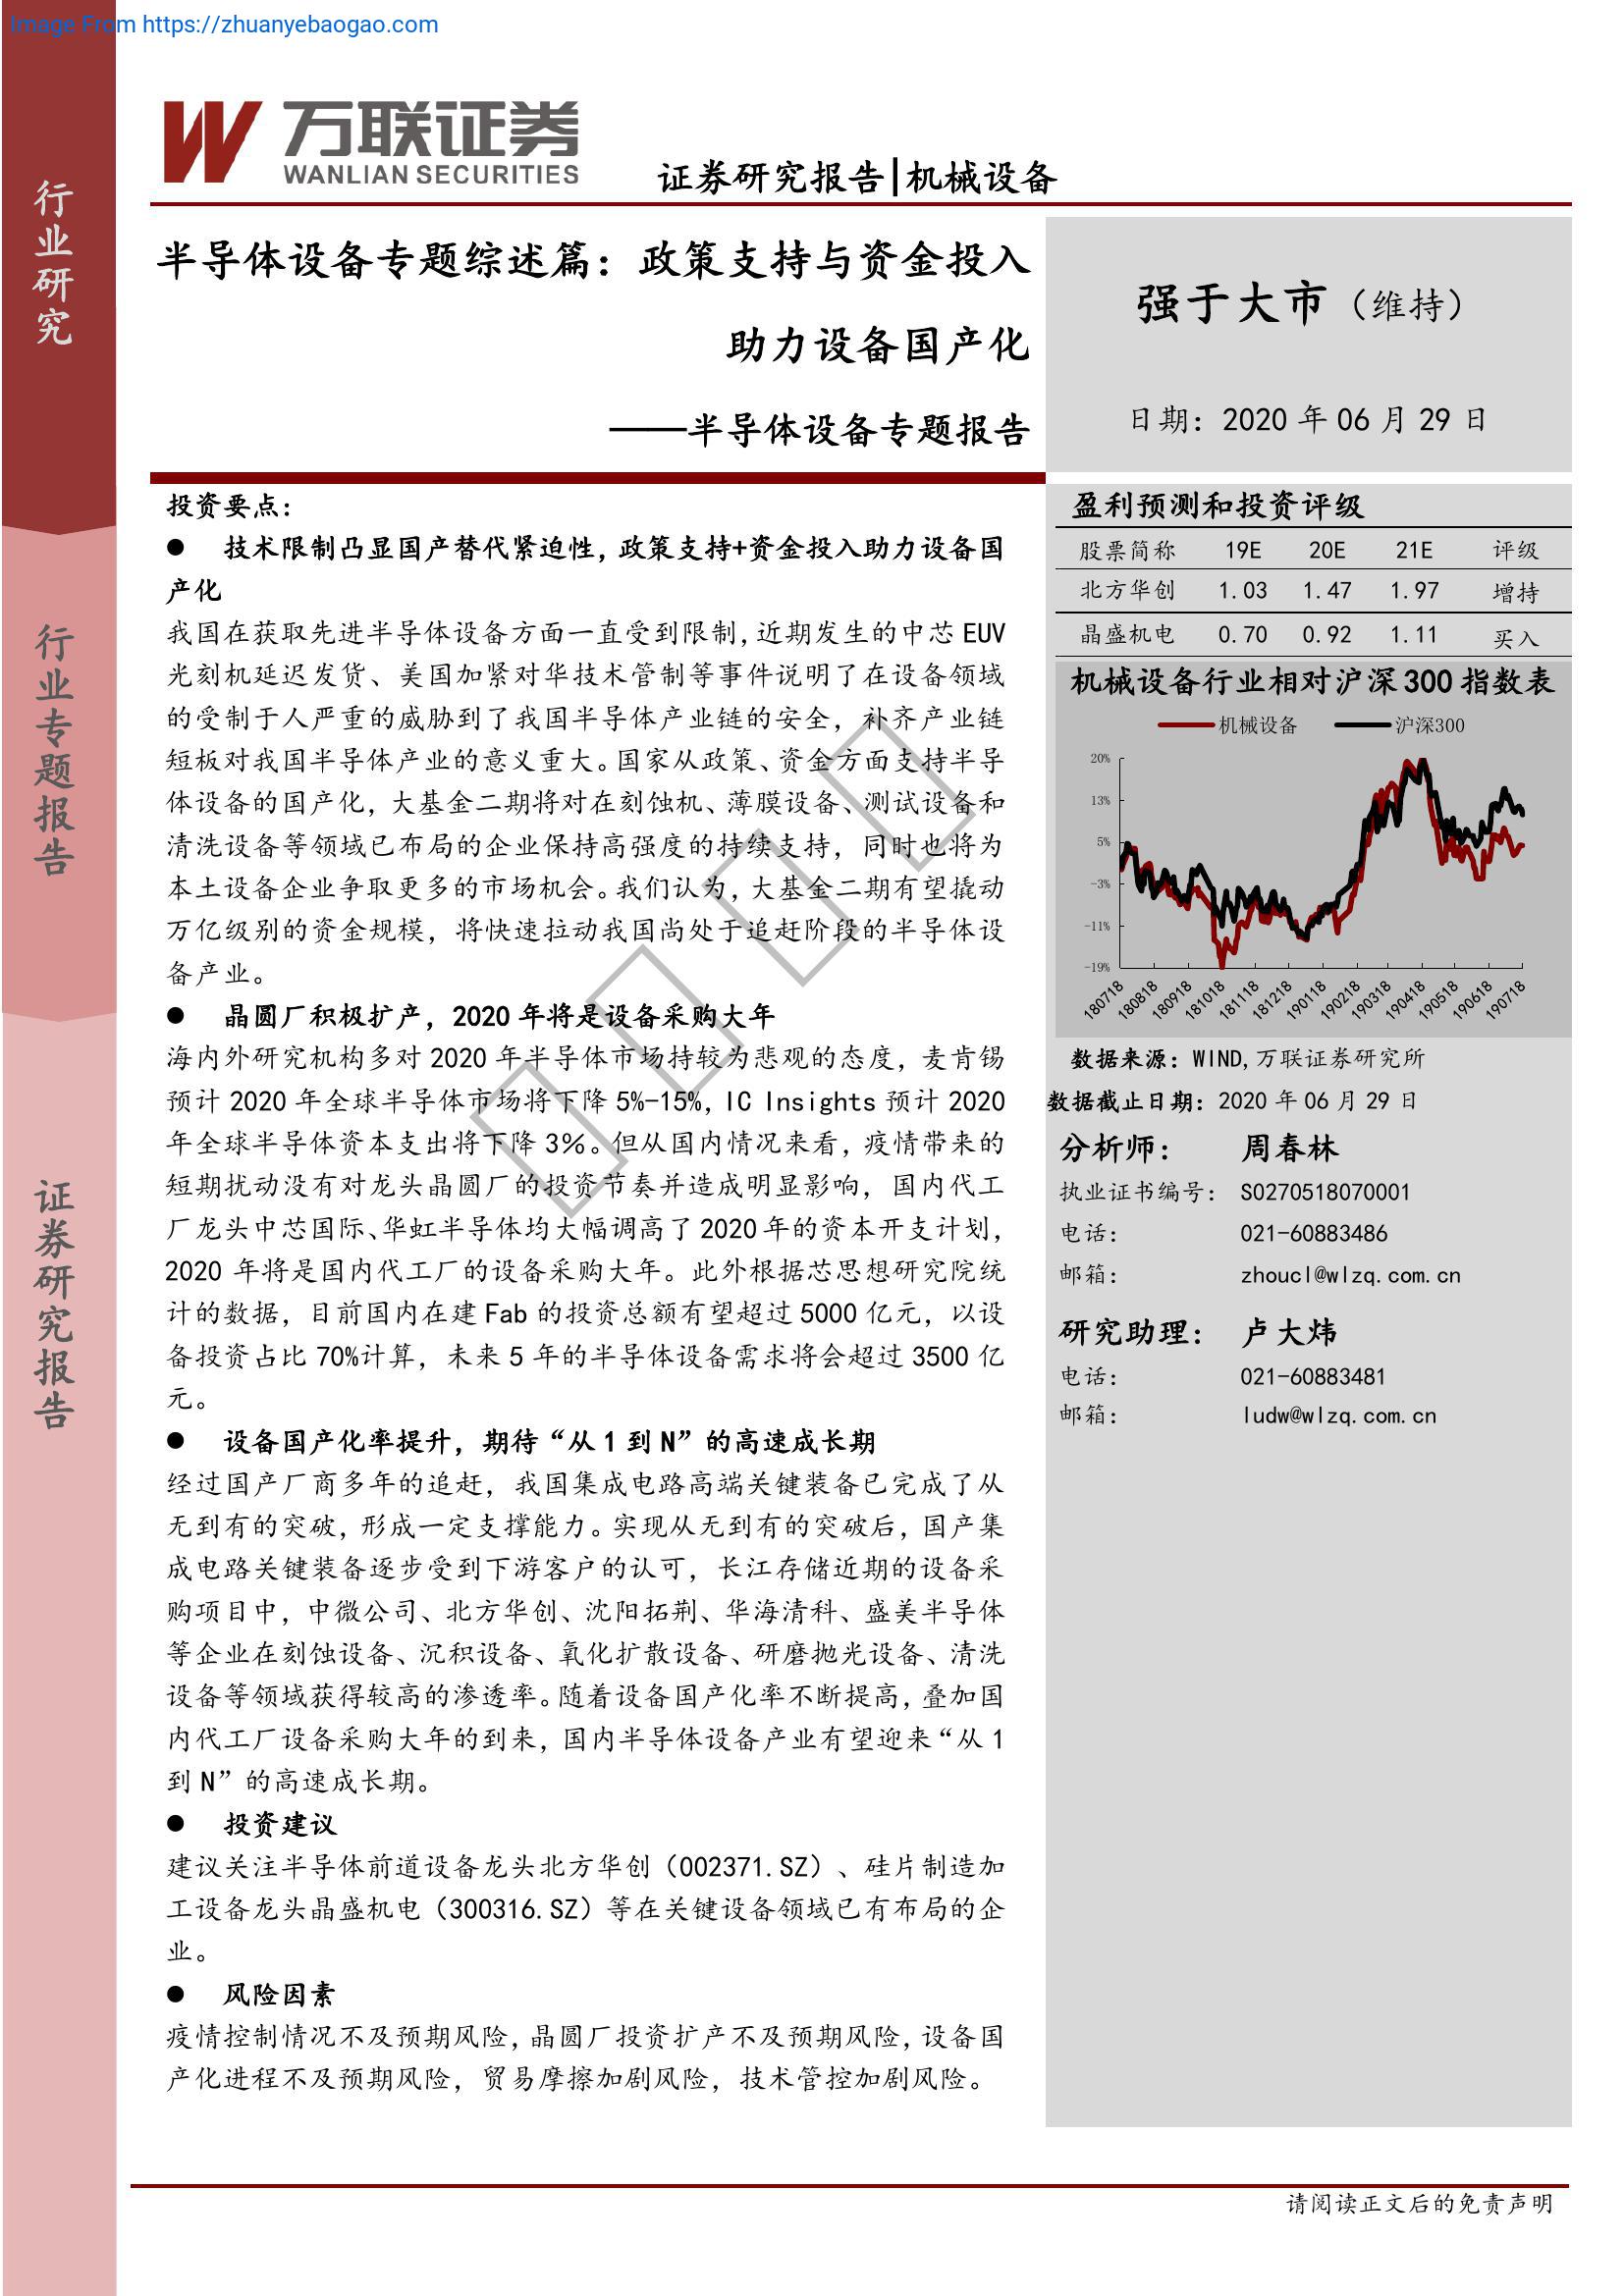 Image From https://zhuanyebaogao.com
万联证券
WANLIAN SECURITIES
证券研究报告|机械设备
行业研究
行业专题报告
证券研究报告
半导体设备专题综述篇：政策支持与资金投入
助力设备国产化
——半导体设备专题报告
强于大市（维持）
日期：2020 年 06 月 29 日
投资要点：
● 技术限制凸显国产替代紧迫性，政策支持+资金投入助力设备国
产化
我国在获取先进半导体设备方面一直受到限制，近期发生的中芯 EUV
光刻机延迟发货、美国加紧对华技术管制等事件说明了在设备领域
的受制于人严重的威胁到了我国半导体产业链的安全，补齐产业链
短板对我国半导体产业的意义重大。国家从政策、资金方面支持半导
体设备的国产化，大基金二期将对在刻蚀机、薄膜设备、测试设备和
清洗设备等领域已布局的企业保持高强度的持续支持，同时也将为
本土设备企业争取更多的市场机会。我们认为，大基金二期有望撬动
万亿级别的资金规模，将快速拉动我国尚处于追赶阶段的半导体设
备产业。
● 晶圆厂积极扩产，2020 年将是设备采购大年
海内外研究机构多对 2020 年半导体市场持较为悲观的态度，麦肯锡
预计 2020 年全球半导体市场将下降 5%-15%，IC Insights 预计 2020
年全球半导体资本支出将下降 3%。但从国内情况来看，疫情带来的
短期扰动没有对龙头晶圆厂的投资节奏并造成明显影响，国内代工
厂龙头中芯国际、华虹半导体均大幅调高了 2020 年的资本开支计划，
2020 年将是国内代工厂的设备采购大年。此外根据芯思想研究院统
计的数据，目前国内在建 Fab 的投资总额有望超过 5000 亿元，以设
备投资占比 70%计算，未来 5 年的半导体设备需求将会超过 3500 亿
元。
● 设备国产化率提升，期待“从 1 到 N”的高速成长期
经过国产厂商多年的追赶，我国集成电路高端关键装备已完成了从
无到有的突破，形成一定支撑能力。实现从无到有的突破后，国产集
成电路关键装备逐步受到下游客户的认可，长江存储近期的设备采
购项目中，中微公司、北方华创、沈阳拓荆、华海清科、盛美半导体
等企业在刻蚀设备、沉积设备、氧化扩散设备、研磨抛光设备、清洗
设备等领域获得较高的渗透率。随着设备国产化率不断提高，叠加国
内代工厂设备采购大年的到来，国内半导体设备产业有望迎来“从 1
到 N”的高速成长期。
● 投资建议
建议关注半导体前道设备龙头北方华创（002371.SZ）、硅片制造加
工设备龙头晶盛机电（300316.SZ）等在关键设备领域已有布局的企
业。
● 风险因素
疫情控制情况不及预期风险，晶圆厂投资扩产不及预期风险，设备国
产化进程不及预期风险，贸易摩擦加剧风险，技术管控加剧风险。
盈利预测和投资评级
股票简称 19E 20E 21E 评级
北方华创 1.03 1.47 1.97 增持
晶盛机电 0.70 0.92 1.11 买入
机械设备行业相对沪深 300 指数表
机械设备 沪深300
20%
13%
5%
-3%
-11%
-19%
180718 180818 180918 181018 181118 181218 190118 190218 190318 190418 190518 190618 190718
数据来源：WIND，万联证券研究所
数据截止日期：2020 年 06 月 29 日
分析师： 周春林
执业证书编号： S0270518070001
电话： 021-60883486
邮箱： zhoucl@wlzq.com.cn
研究助理： 卢大炜
电话： 021-60883481
邮箱： ludw@wlzq.com.cn
请阅读正文后的免责声明